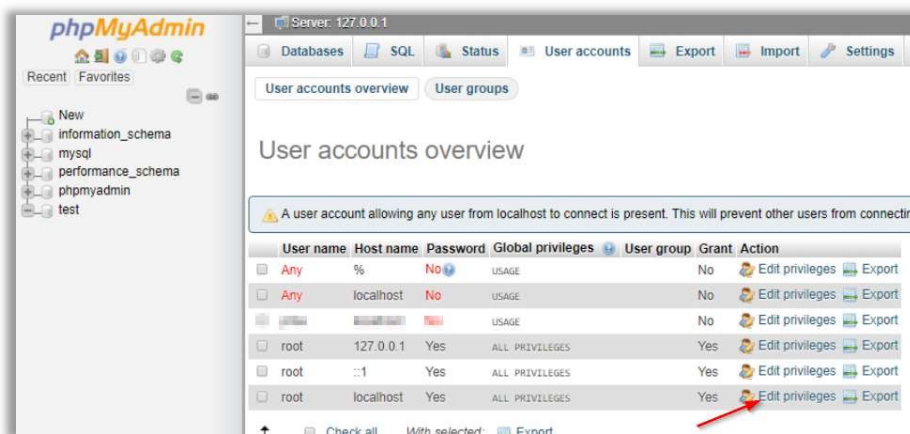 phpMyAdmin
Recent Favorites
New
information_schema
mysql
performance_schema
phpmyadmin
test
Server: 127.0.0.1
Databases SQL Status User accounts Export Import Settings
User accounts overview User groups
User accounts overview
A user account allowing any user from localhost to connect is present. This will prevent other users from
User name Host name Password Global privileges User group Grant Action
Any % No USAGE No Edit privileges Export
Any localhost No USAGE No Edit privileges Export
USAGE No Edit privileges Export
root 127.0.0.1 Yes ALL PRIVILEGES Yes Edit privileges Export
root ::1 Yes ALL PRIVILEGES Yes Edit privileges Export
root localhost Yes ALL PRIVILEGES Yes Edit privileges Export
Check all With selected: Export